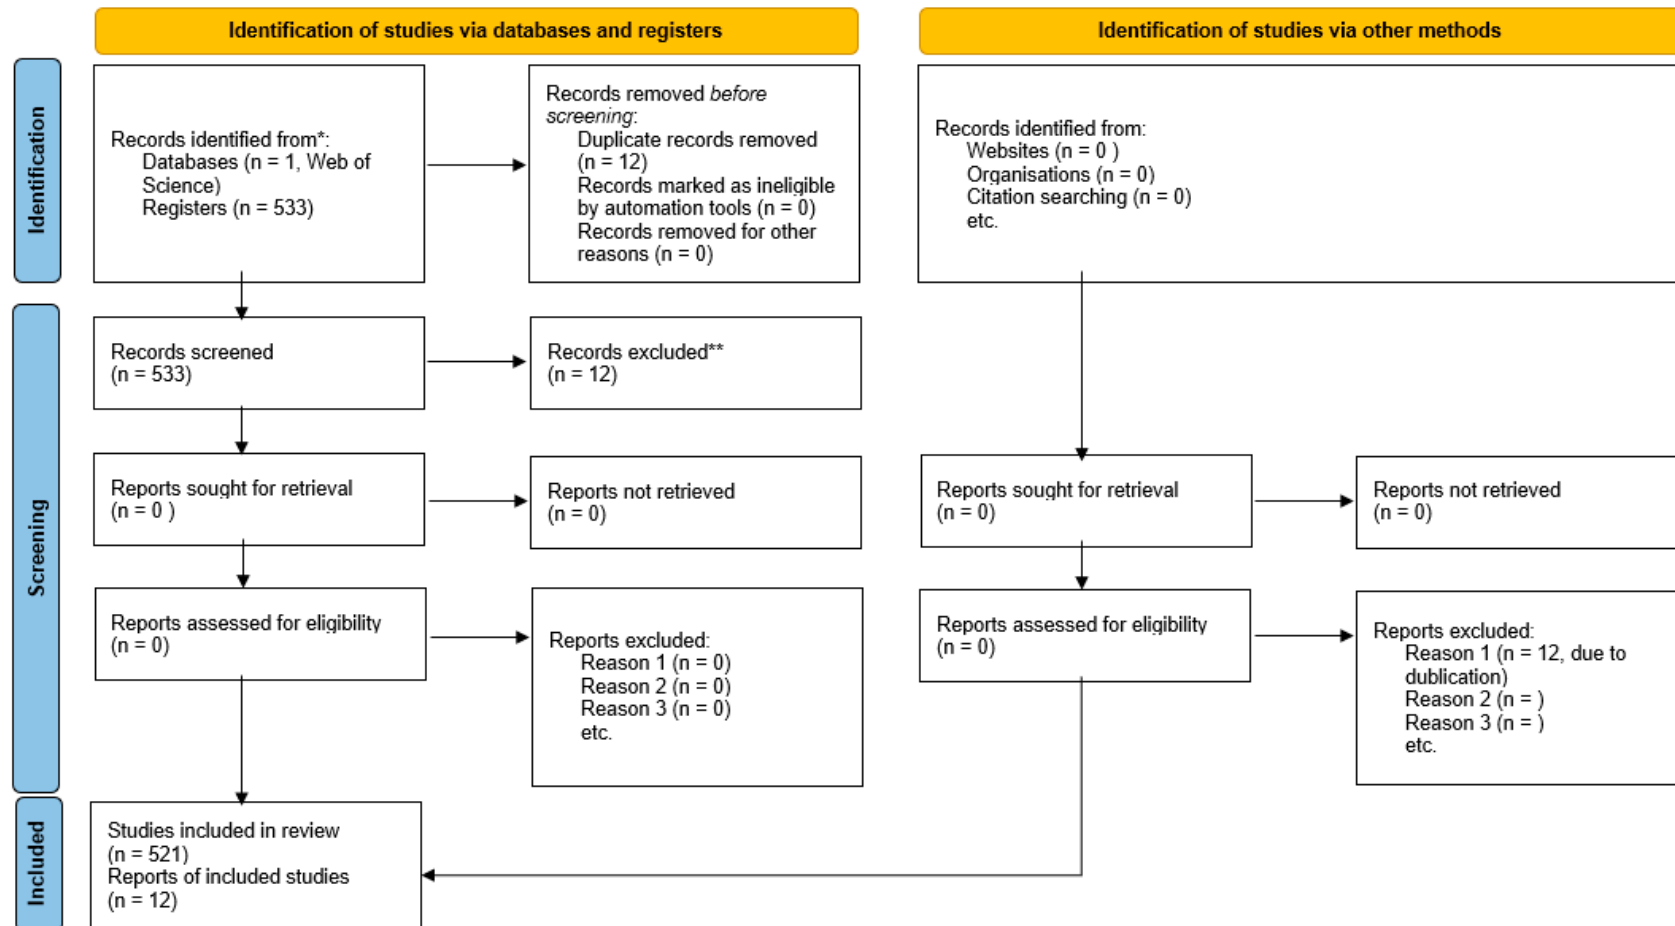 Identification of studies via databases and registers
Identification of studies via other methods
Identification
Records identified from*:
Databases (n = 1, Web of
Science)
Registers (n = 533)
Records removed before
screening:
Duplicate records removed
(n = 12)
Records marked as ineligible
by automation tools (n = 0)
Records removed for other
reasons (n = 0)
Records identified from:
Websites (n = 0 )
Organisations (n = 0)
Citation searching (n = 0)
etc.
Screening
Records screened
(n = 533)
Records excluded**
(n = 12)
Reports sought for retrieval
(n = 0 )
Reports not retrieved
(n = 0)
Reports sought for retrieval
(n = 0)
Reports not retrieved
(n = 0)
Reports assessed for eligibility
(n = 0)
Reports excluded:
Reason 1 (n = 0)
Reason 2 (n = 0)
Reason 3 (n = 0)
etc.
Reports assessed for eligibility
(n = 0)
Reports excluded:
Reason 1 (n = 12, due to
dublication)
Reason 2 (n = )
Reason 3 (n = )
etc.
Included
Studies included in review
(n = 521)
Reports of included studies
(n = 12)